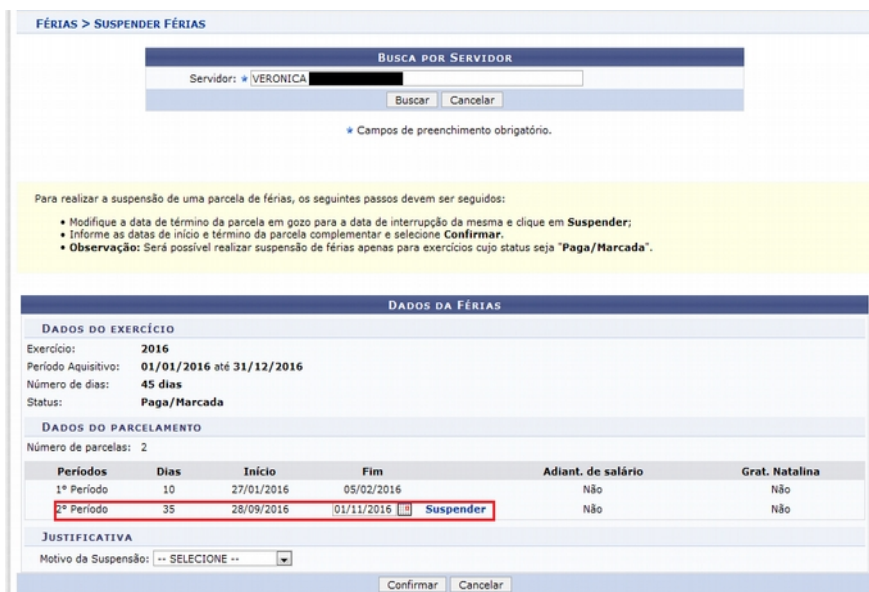 FÉRIAS > SUSPENDER FÉRIAS
BUSCA POR SERVIDOR
Servidor: ★ VERONICA
Buscar Cancelar
★ Campos de preenchimento obrigatório.
Para realizar a suspensão de uma parcela de férias, os seguintes passos devem ser seguidos:
• Modifique a data de término da parcela em gozo para a data de interrupção da mesma e clique em Suspender;
• Informe as datas de início e término da parcela complementar e selecione Confirmar.
• Observação: Será possível realizar suspensão de férias apenas para exercícios cujo status seja "Paga/Marcada".
DADOS DA FÉRIAS
DADOS DO EXERCÍCIO
Exercício: 2016
Período Aquisitivo: 01/01/2016 até 31/12/2016
Número de dias: 45 dias
Status: Paga/Marcada
DADOS DO PARCELAMENTO
Número de parcelas: 2
Períodos Dias Início Fim Adiant. de salário Grat. Natalina
1º Período 10 27/01/2016 05/02/2016 Não Não
2º Período 35 28/09/2016 01/11/2016 Suspender Não Não
JUSTIFICATIVA
Motivo da Suspensão: -- SELECIONE --
Confirmar Cancelar